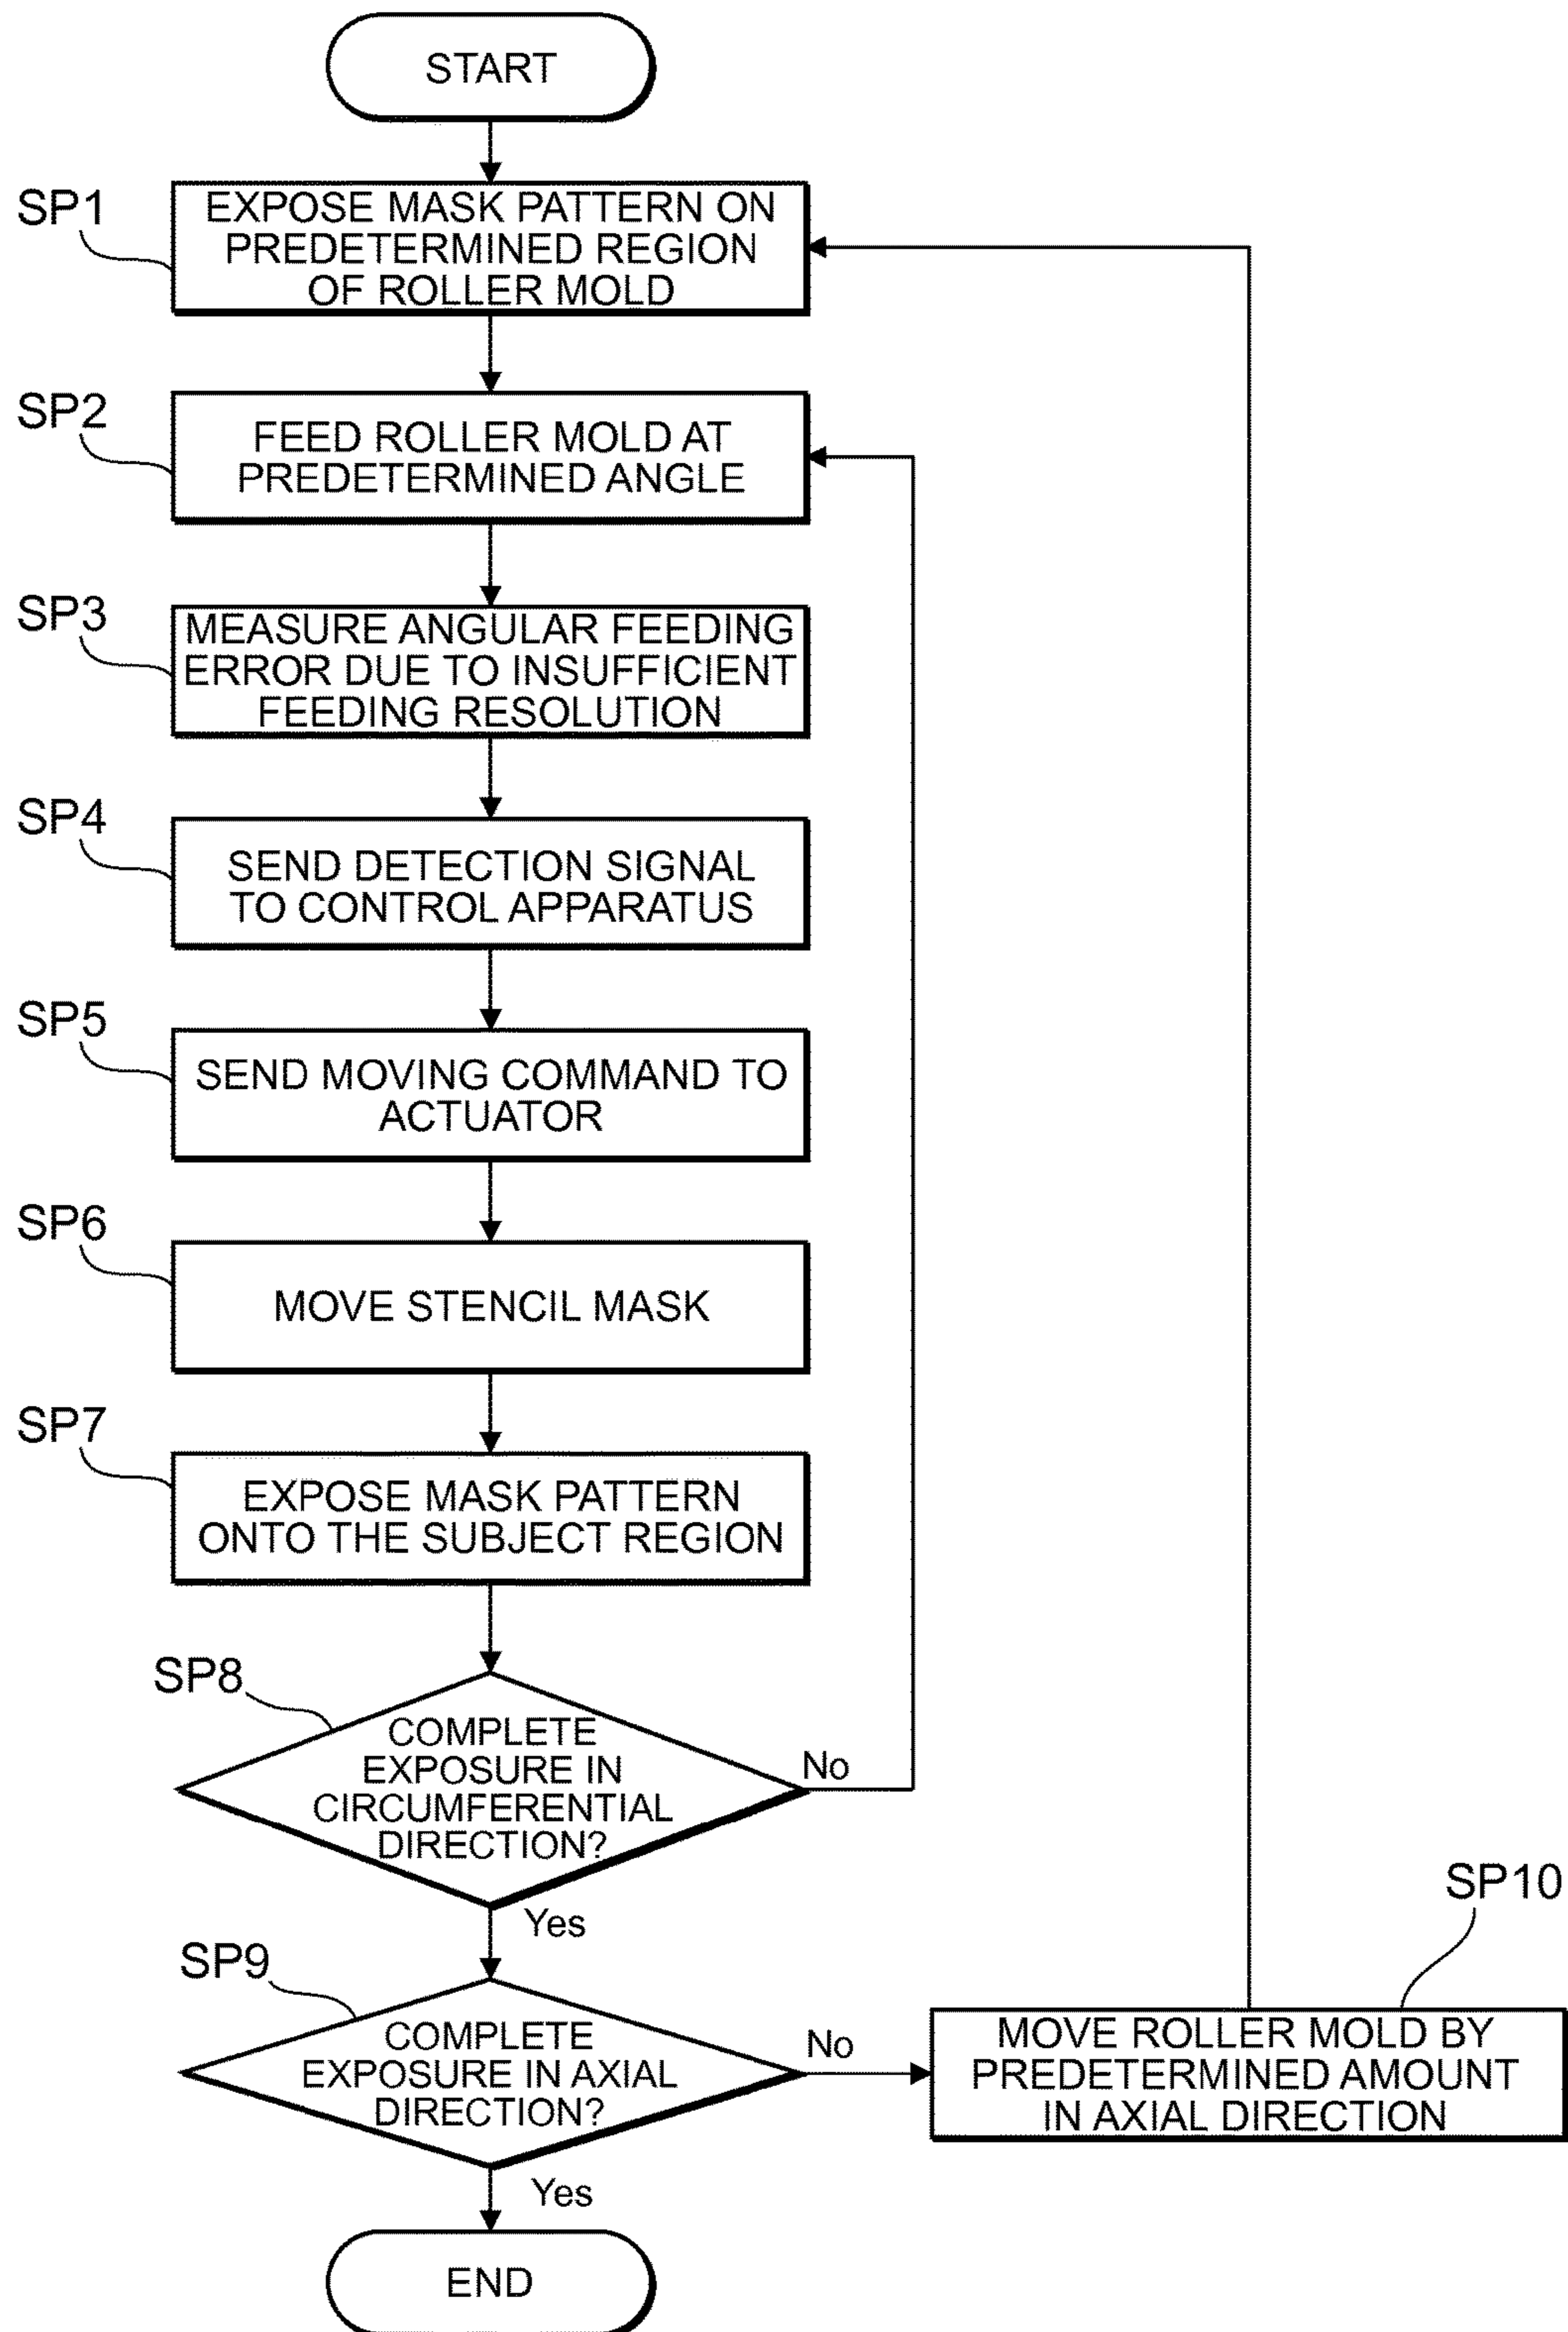 START
SP1
EXPOSE MASK PATTERN ON
PREDETERMINED REGION
OF ROLLER MOLD
SP2
FEED ROLLER MOLD AT
PREDETERMINED ANGLE
SP3
MEASURE ANGULAR FEEDING
ERROR DUE TO INSUFFICIENT
FEEDING RESOLUTION
SP4
SEND DETECTION SIGNAL
TO CONTROL APPARATUS
SP5
SEND MOVING COMMAND TO
ACTUATOR
SP6
MOVE STENCIL MASK
SP7
EXPOSE MASK PATTERN
ONTO THE SUBJECT REGION
SP8
COMPLETE
EXPOSURE IN
CIRCUMFERENTIAL
DIRECTION?
No
Yes
SP9
COMPLETE
EXPOSURE IN AXIAL
DIRECTION?
No
Yes
SP10
MOVE ROLLER MOLD BY
PREDETERMINED AMOUNT
IN AXIAL DIRECTION
END